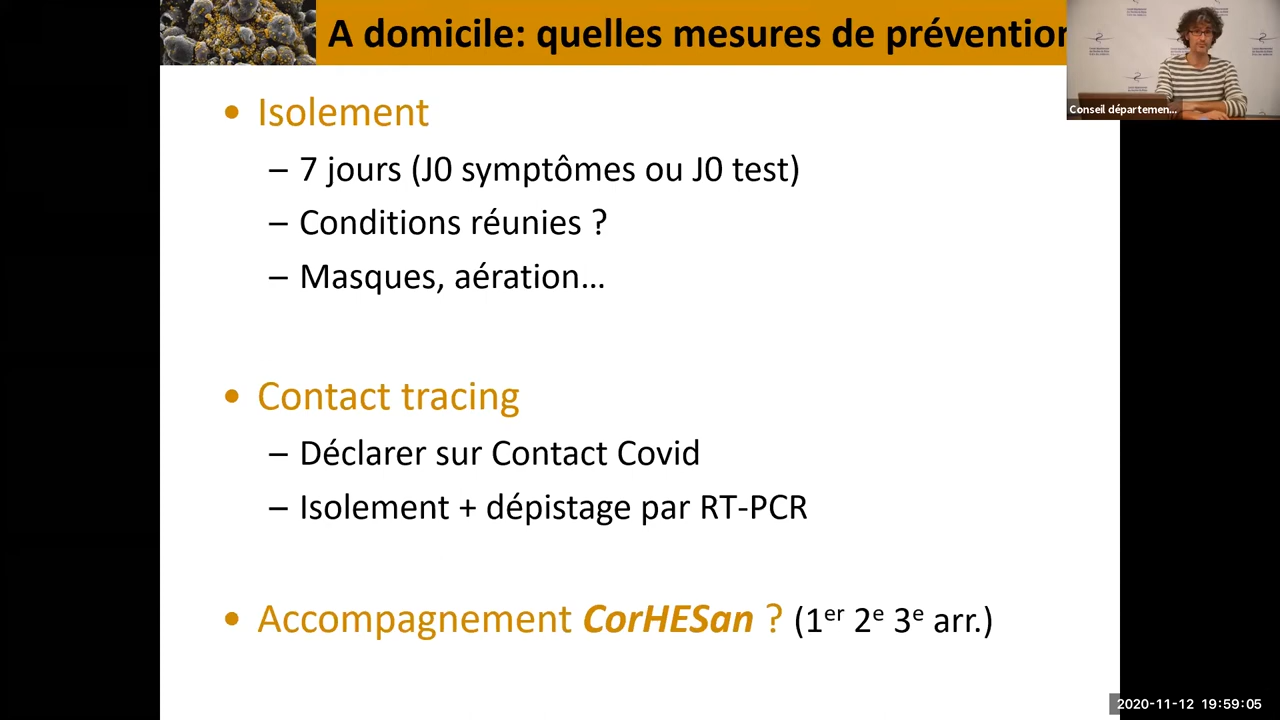 A domicile: quelles mesures de prévention
Conseil départemen...
• Isolement
– 7 jours (J0 symptômes ou J0 test)
– Conditions réunies ?
– Masques, aération...
• Contact tracing
– Déclarer sur Contact Covid
– Isolement + dépistage par RT-PCR
• Accompagnement CorHESan ? (1er 2e 3e arr.)
2020-11-12 19:59:05